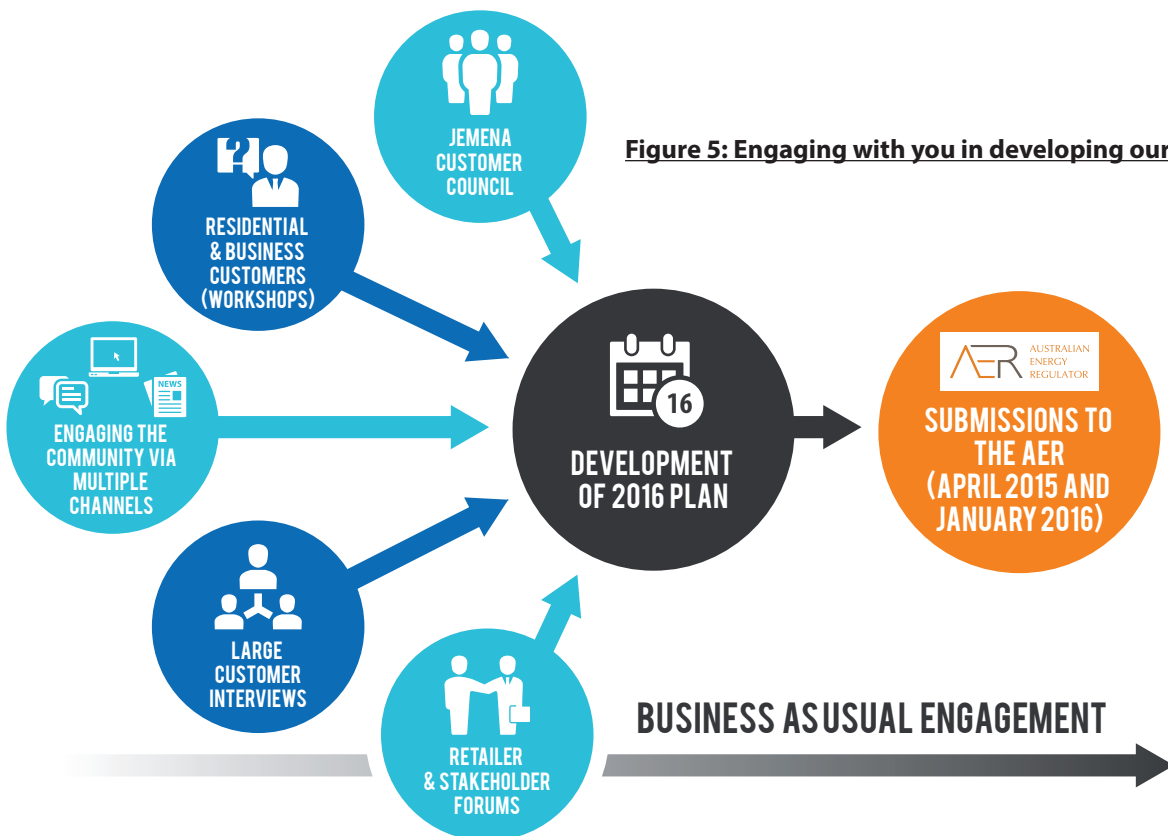 JEMENA
CUSTOMER
COUNCIL
Figure 5: Engaging with you in developing our
RESIDENTIAL
& BUSINESS
CUSTOMERS
(WORKSHOPS)
NEWS
ENGAGING THE
COMMUNITY VIA
MULTIPLE
CHANNELS
LARGE
CUSTOMER
INTERVIEWS
RETAILER
& STAKEHOLDER
FORUMS
16
DEVELOPMENT
OF 2016 PLAN
AER
AUSTRALIAN
ENERGY
REGULATOR
SUBMISSIONS TO
THE AER
(APRIL 2015 AND
JANUARY 2016)
BUSINESS AS USUAL ENGAGEMENT